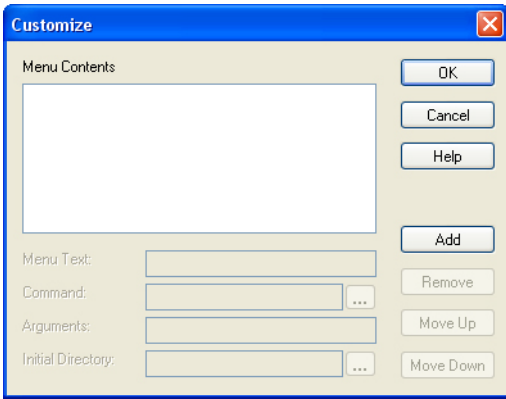 Customize
Menu Contents
OK
Cancel
Help
Add
Menu Text:
Remove
Command:
...
Arguments:
Move Up
Initial Directory:
...
Move Down